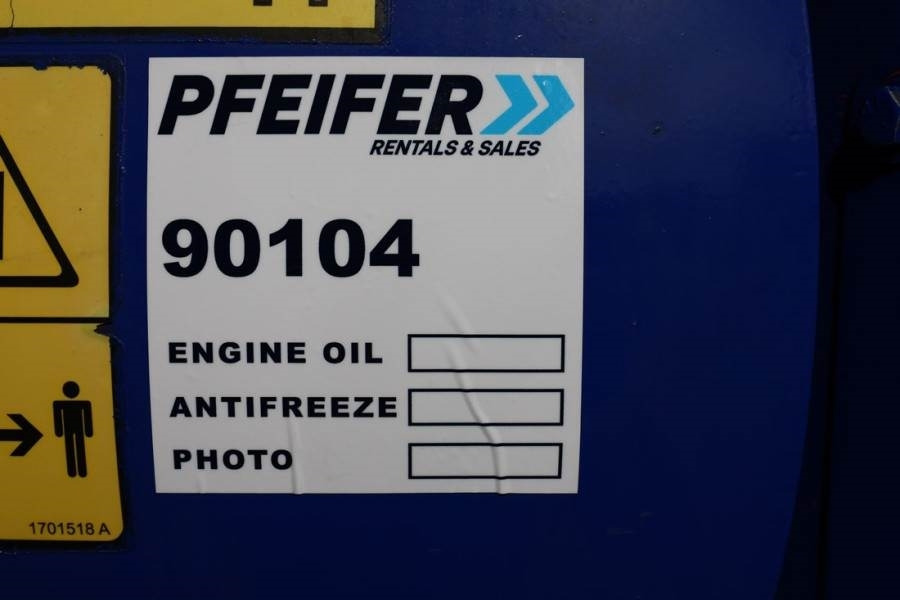 PFEIFER
RENTALS & SALES
90104
ENGINE OIL
ANTIFREEZE
PHOTO
1701518 A